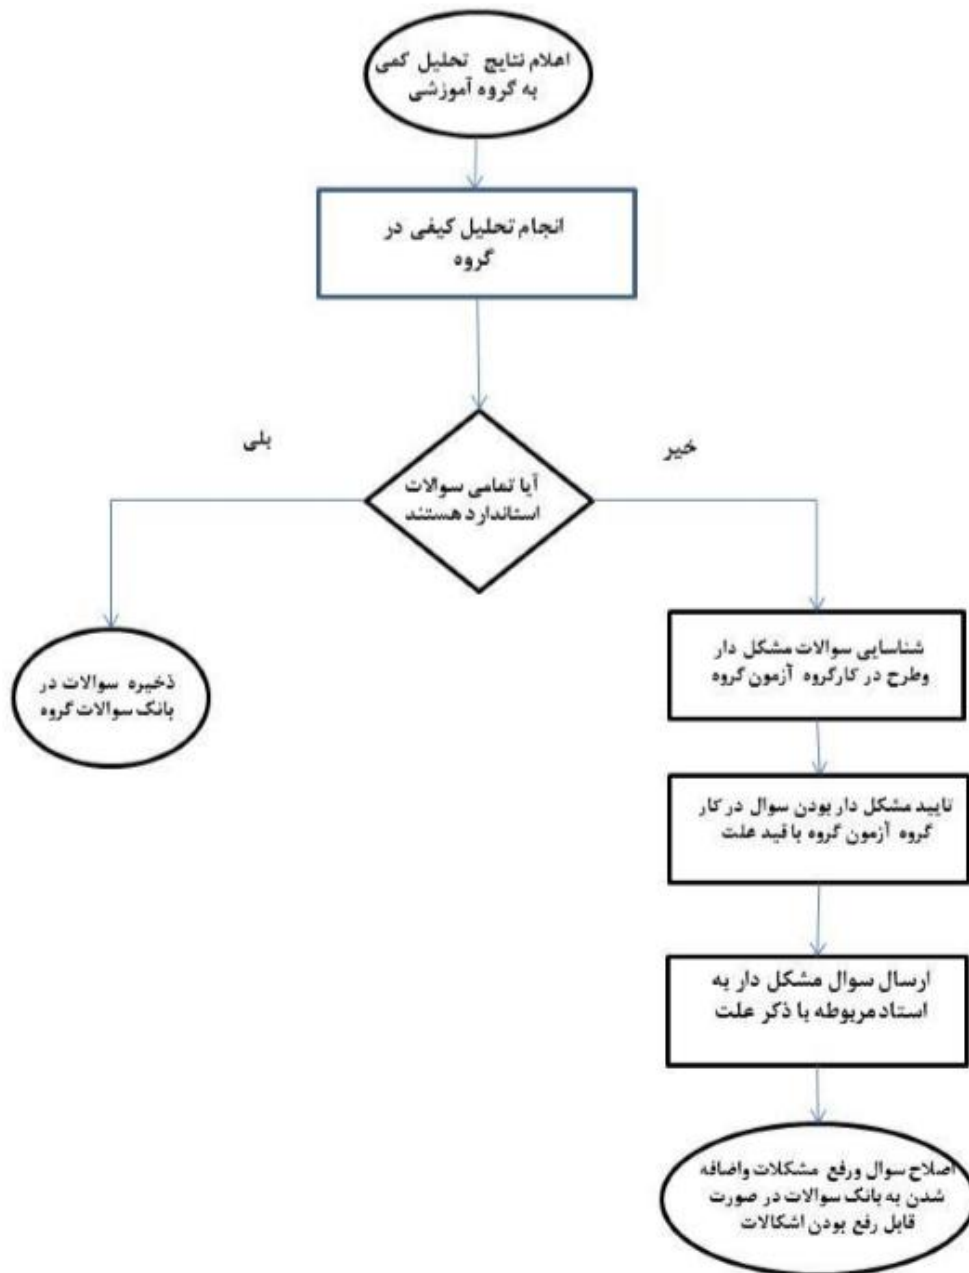 اعلام نتایج تحلیل کمی
به گروه آموزشی
انجام تحلیل کیفی در
گروه
بلی
خیر
آیا تمامی سوالات
استاندارد هستند
شناسایی سوالات مشکل دار
وطرح در کارگروه آزمون گروه
ذخیره سوالات در
بانک سوالات گروه
تایید مشکل دار بودن سوال در کار
گروه آزمون گروه با قید علت
ارسال سوال مشکل دار به
استاد مربوطه با ذکر علت
اصلاح سوال ورفع مشکلات واضافه
شدن به بانک سوالات در صورت
قابل رفع بودن اشکالات